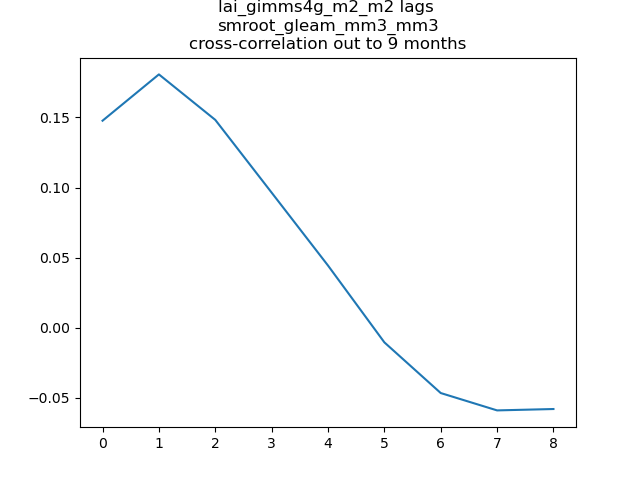 lai_gimms4g_m2_m2 lags
smroot_gleam_mm3_mm3
cross-correlation out to 9 months
0.15
0.10
0.05
0.00
−0.05
0 1 2 3 4 5 6 7 8